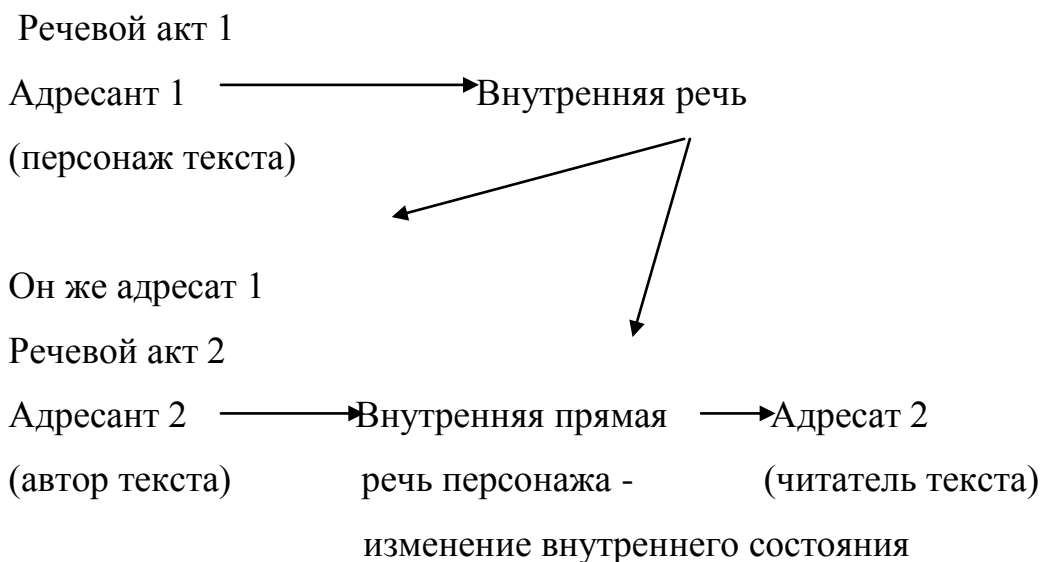 Речевой акт 1
Адресант 1 Внутренняя речь
(персонаж текста)
Он же адресат 1
Речевой акт 2
Адресант 2 Внутренняя прямая Адресат 2
(автор текста) речь персонажа - (читатель текста)
изменение внутреннего состояния